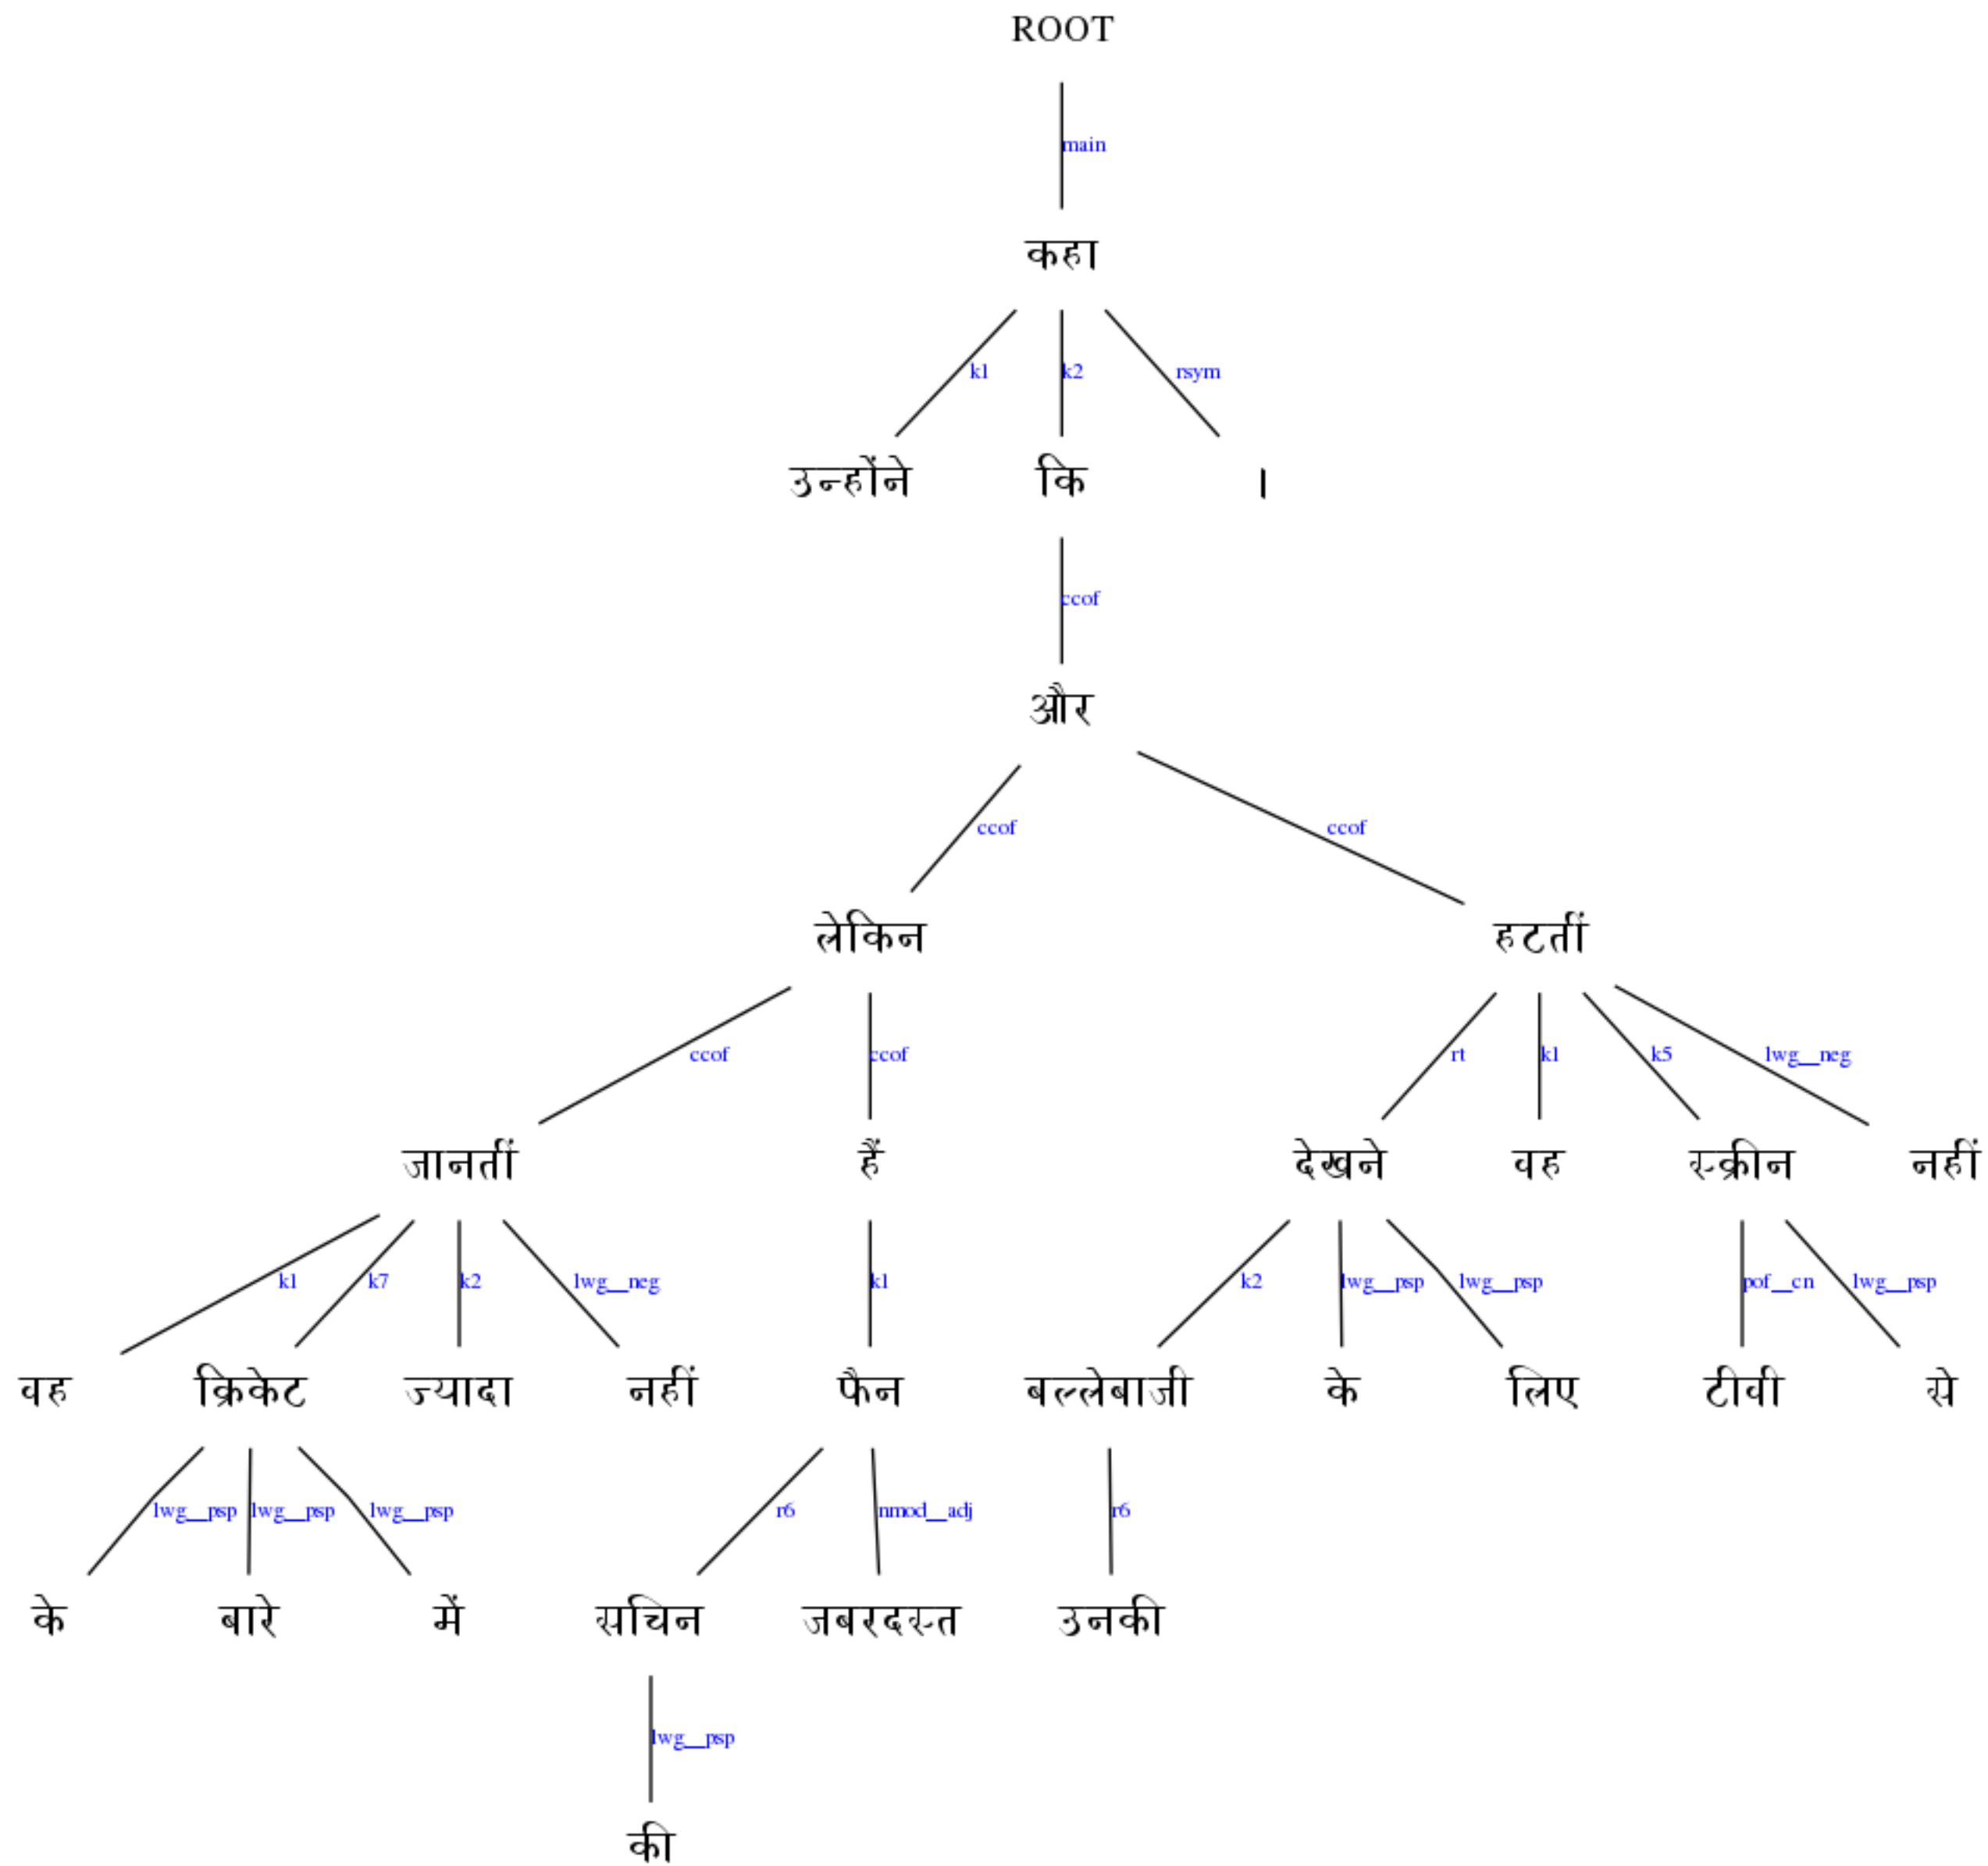 ROOT
main
कहा
k1 k2 rsym
उन्होंने कि ।
ccof
और
ccof ccof
लेकिन हटतीं
ccof ccof rt k1 k5 lwg__neg
जानतीं हैं देखने वह स्क्रीन नहीं
k1 k7 k2 lwg__neg k1 k2 lwg__psp lwg__psp pof__cn lwg__psp
वह क्रिकेट ज्यादा नहीं फैन बल्लेबाजी के लिए टीवी से
lwg__psp lwg__psp lwg__psp r6 nmod__adj r6
के बारे में सचिन जबरदस्त उनकी
lwg__psp
की